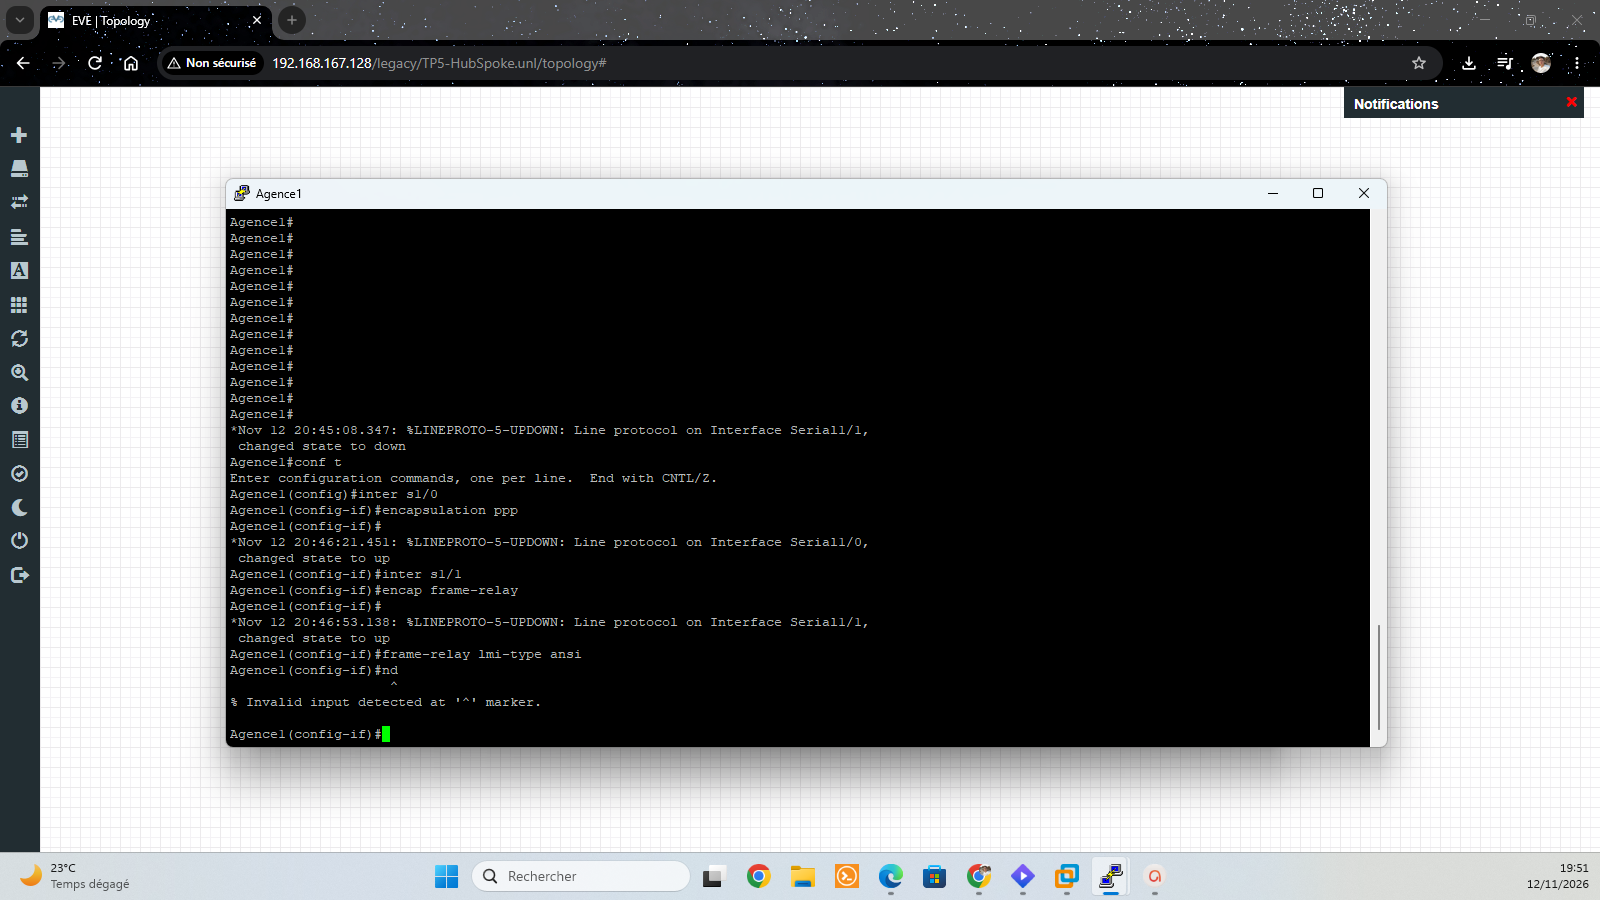 EVE | Topology
Non sécurisé
192.168.167.128/legacy/TP5-HubSpoke.unl/topology#
Notifications
Agence1
Agence1#
Agence1#
Agence1#
Agence1#
Agence1#
Agence1#
Agence1#
Agence1#
Agence1#
Agence1#
Agence1#
Agence1#
Agence1#
*Nov 12 20:45:08.347: %LINEPROTO-5-UPDOWN: Line protocol on Interface Serial1/1,
 changed state to down
Agence1#conf t
Enter configuration commands, one per line.  End with CNTL/Z.
Agence1(config)#inter s1/0
Agence1(config-if)#encapsulation ppp
Agence1(config-if)#
*Nov 12 20:46:21.451: %LINEPROTO-5-UPDOWN: Line protocol on Interface Serial1/0,
 changed state to up
Agence1(config-if)#inter s1/1
Agence1(config-if)#encap frame-relay
Agence1(config-if)#
*Nov 12 20:46:53.138: %LINEPROTO-5-UPDOWN: Line protocol on Interface Serial1/1,
 changed state to up
Agence1(config-if)#frame-relay lmi-type ansi
Agence1(config-if)#nd
                    ^
% Invalid input detected at '^' marker.
Agence1(config-if)#
23°C
Temps dégagé
Rechercher
19:51
12/11/2026